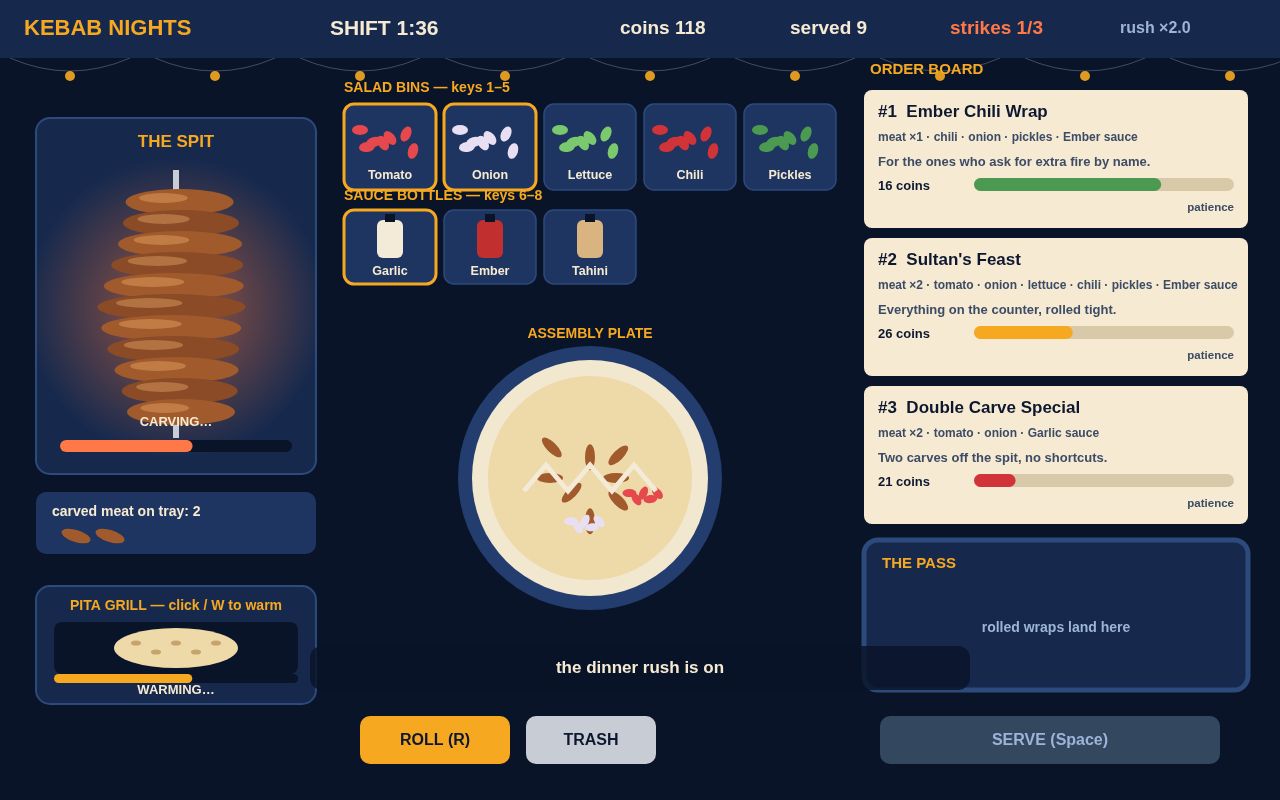 KEBAB NIGHTS
SHIFT 1:36
coins 118
served 9
strikes 1/3
rush ×2.0
THE SPIT
CARVING…
carved meat on tray: 2
PITA GRILL — click / W to warm
WARMING…
SALAD BINS — keys 1–5
Tomato
Onion
Lettuce
Chili
Pickles
SAUCE BOTTLES — keys 6–8
Garlic
Ember
Tahini
ASSEMBLY PLATE
the dinner rush is on
ROLL (R)
TRASH
ORDER BOARD
#1 Ember Chili Wrap
meat ×1 · chili · onion · pickles · Ember sauce
For the ones who ask for extra fire by name.
16 coins
patience
#2 Sultan's Feast
meat ×2 · tomato · onion · lettuce · chili · pickles · Ember sauce
Everything on the counter, rolled tight.
26 coins
patience
#3 Double Carve Special
meat ×2 · tomato · onion · Garlic sauce
Two carves off the spit, no shortcuts.
21 coins
patience
THE PASS
rolled wraps land here
SERVE (Space)